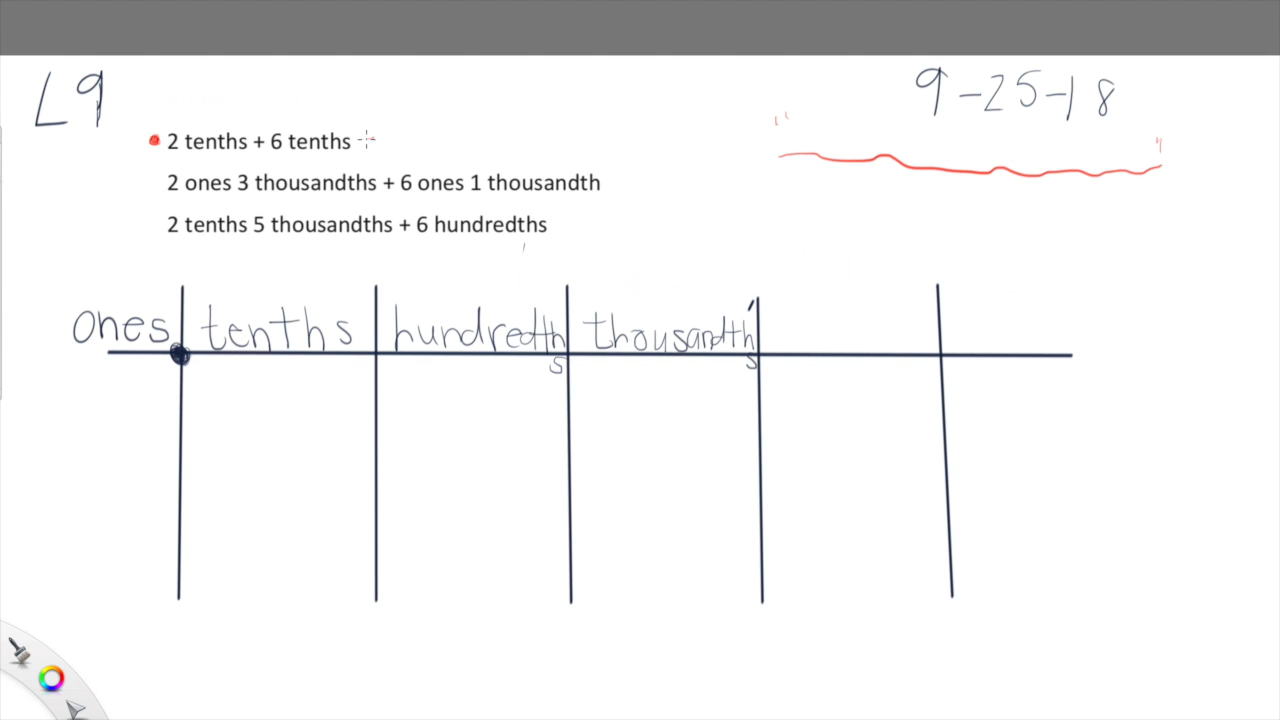 L9
9-25-18
2 tenths + 6 tenths
2 ones 3 thousandths + 6 ones 1 thousandth
2 tenths 5 thousandths + 6 hundredths
ones . tenths hundredths thousandths